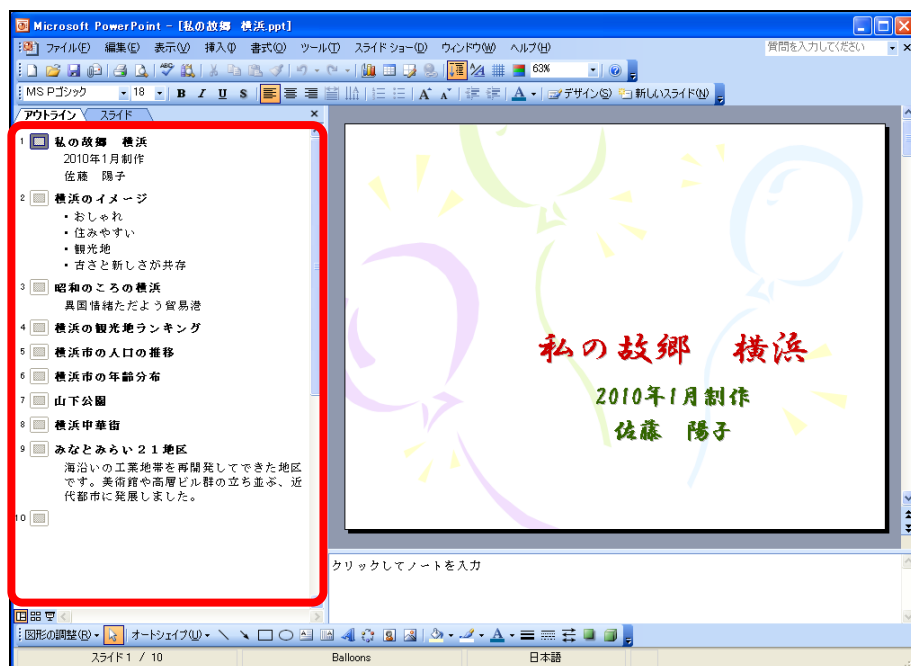 Microsoft PowerPoint - [私の故郷 横浜.ppt]
ファイル(F) 編集(E) 表示(V) 挿入(I) 書式(O) ツール(T) スライド ショー(D) ウィンドウ(W) ヘルプ(H) 質問を入力してください
63%
MS Pゴシック 18 B I U S A A A デザイン(S) 新しいスライド(N)
アウトライン スライド ×
1 私の故郷 横浜
2010年1月制作
佐藤 陽子
2 横浜のイメージ
・おしゃれ
・住みやすい
・観光地
・古さと新しさが共存
3 昭和のころの横浜
異国情緒ただよう貿易港
4 横浜の観光地ランキング
5 横浜市の人口の推移
6 横浜市の年齢分布
7 山下公園
8 横浜中華街
9 みなとみらい21地区
海沿いの工業地帯を再開発してできた地区
です。美術館や高層ビル群の立ち並ぶ、近
代都市に発展しました。
10
私の故郷 横浜
2010年1月制作
佐藤 陽子
クリックしてノートを入力
図形の調整(R) オートシェイプ(U) A
スライド 1 / 10 Balloons 日本語